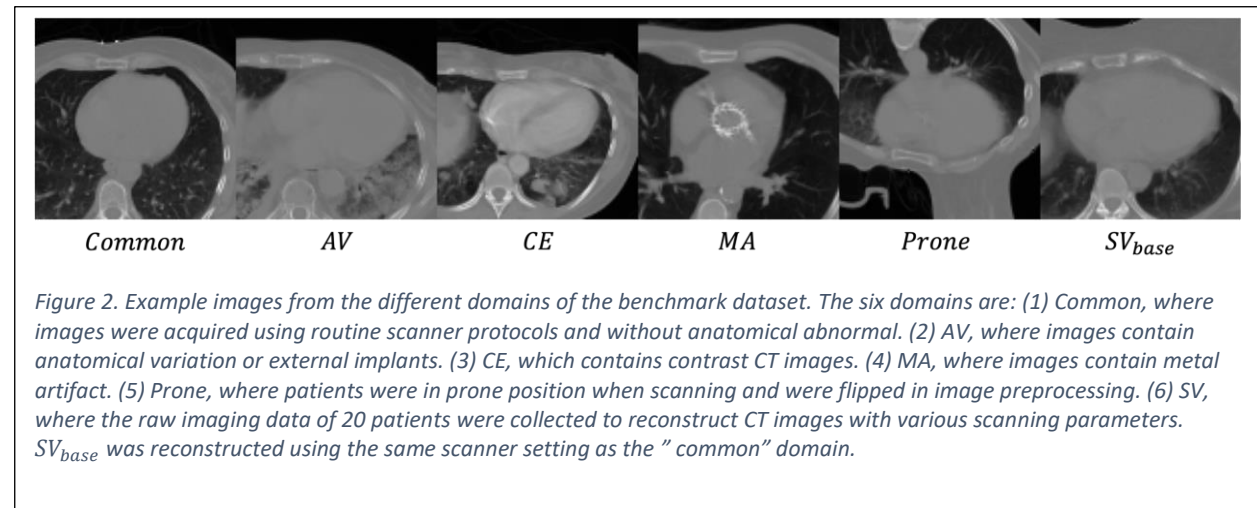 Common AV CE MA Prone SV_base
Figure 2. Example images from the different domains of the benchmark dataset. The six domains are: (1) Common, where
images were acquired using routine scanner protocols and without anatomical abnormal. (2) AV, where images contain
anatomical variation or external implants. (3) CE, which contains contrast CT images. (4) MA, where images contain metal
artifact. (5) Prone, where patients were in prone position when scanning and were flipped in image preprocessing. (6) SV,
where the raw imaging data of 20 patients were collected to reconstruct CT images with various scanning parameters.
SV_base was reconstructed using the same scanner setting as the ” common” domain.